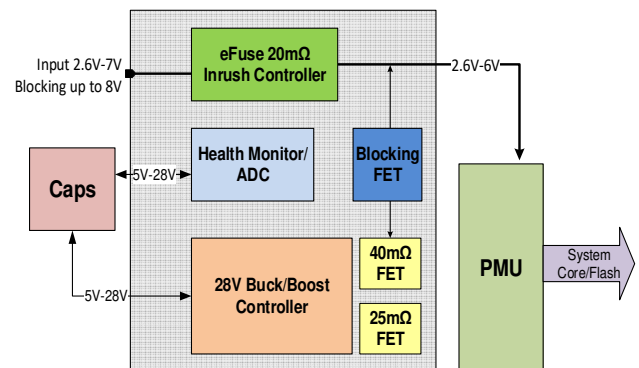 Input 2.6V-7V
Blocking up to 8V
eFuse 20mΩ
Inrush Controller
2.6V-6V
Health Monitor/
ADC
Blocking
FET
Caps
5V-28V
28V Buck/Boost
Controller
40mΩ
FET
25mΩ
FET
5V-28V
PMU
System
Core/Flash